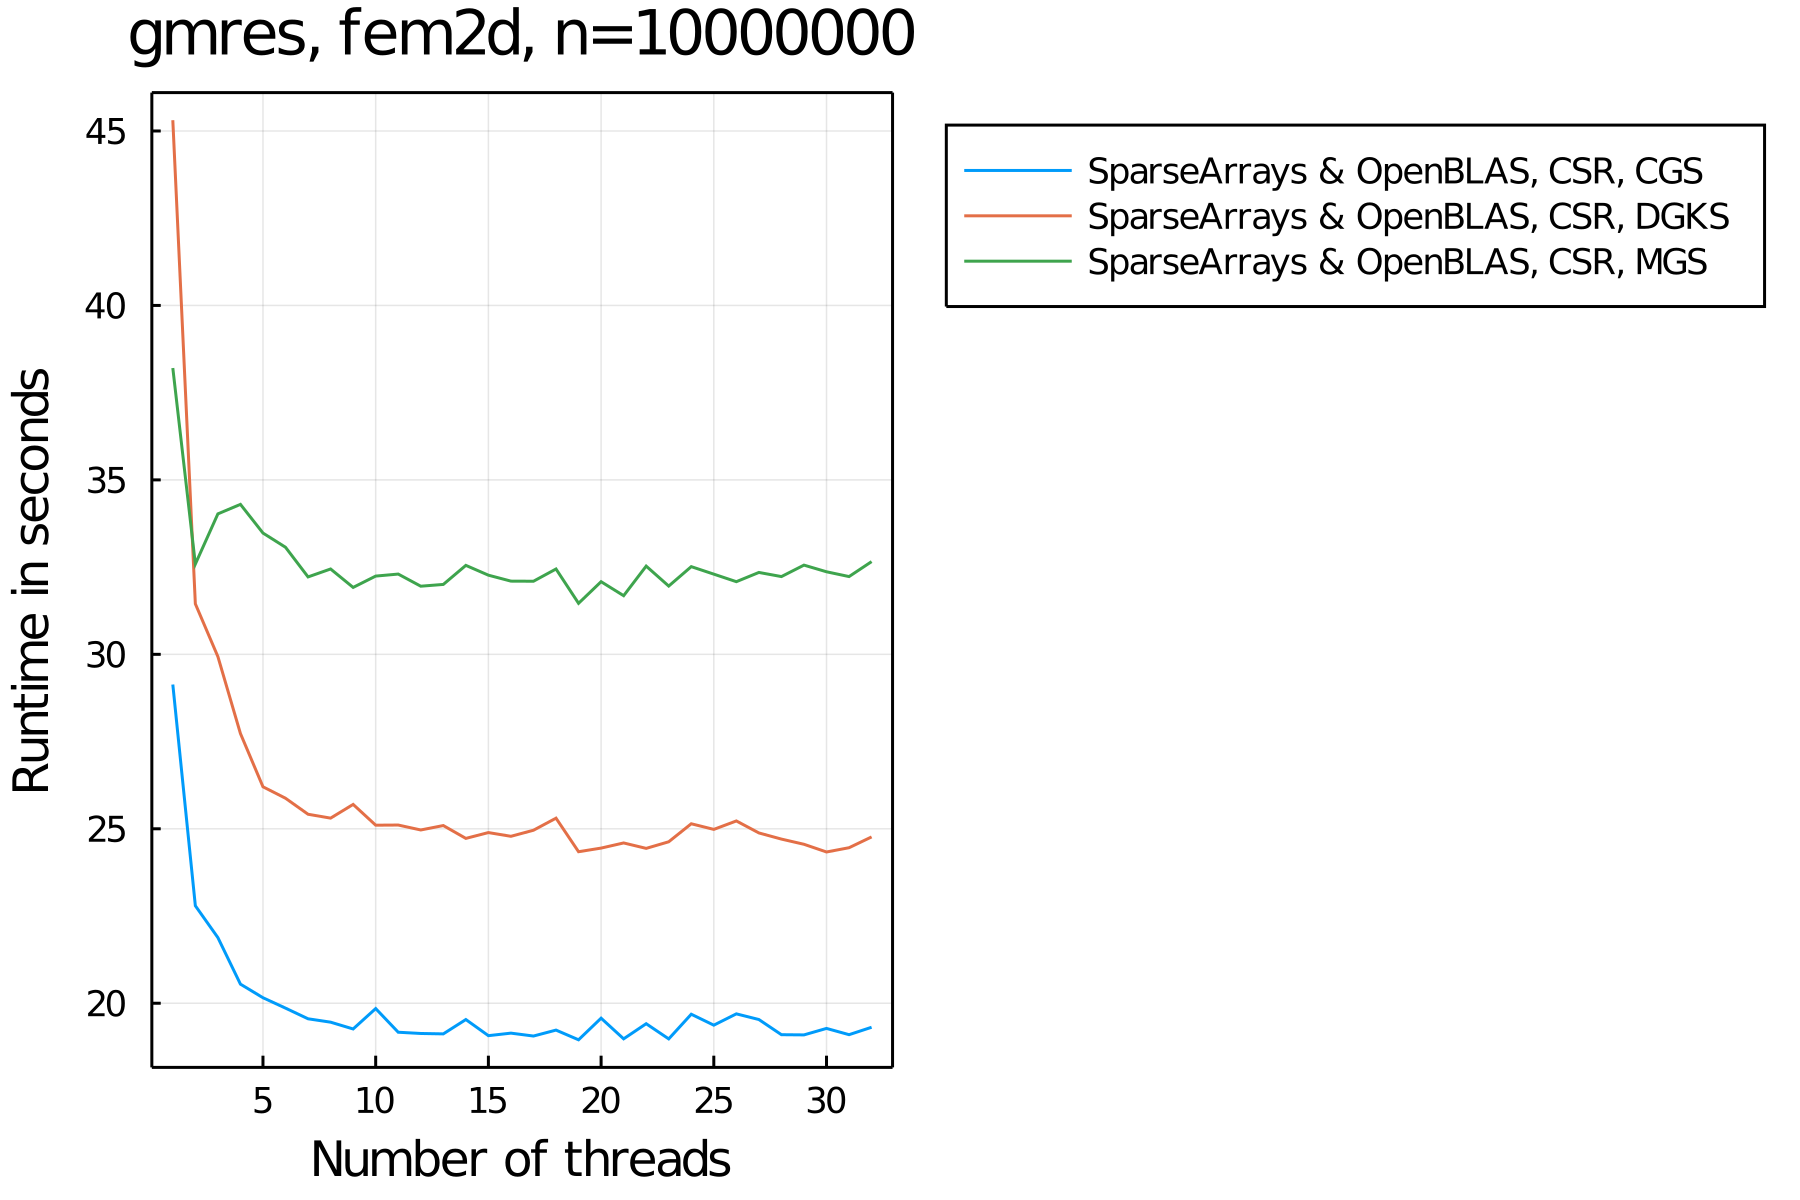 gmres, fem2d, n=10000000
45
40
35
30
25
20
Runtime in seconds
5 10 15 20 25 30
Number of threads
SparseArrays & OpenBLAS, CSR, CGS
SparseArrays & OpenBLAS, CSR, DGKS
SparseArrays & OpenBLAS, CSR, MGS